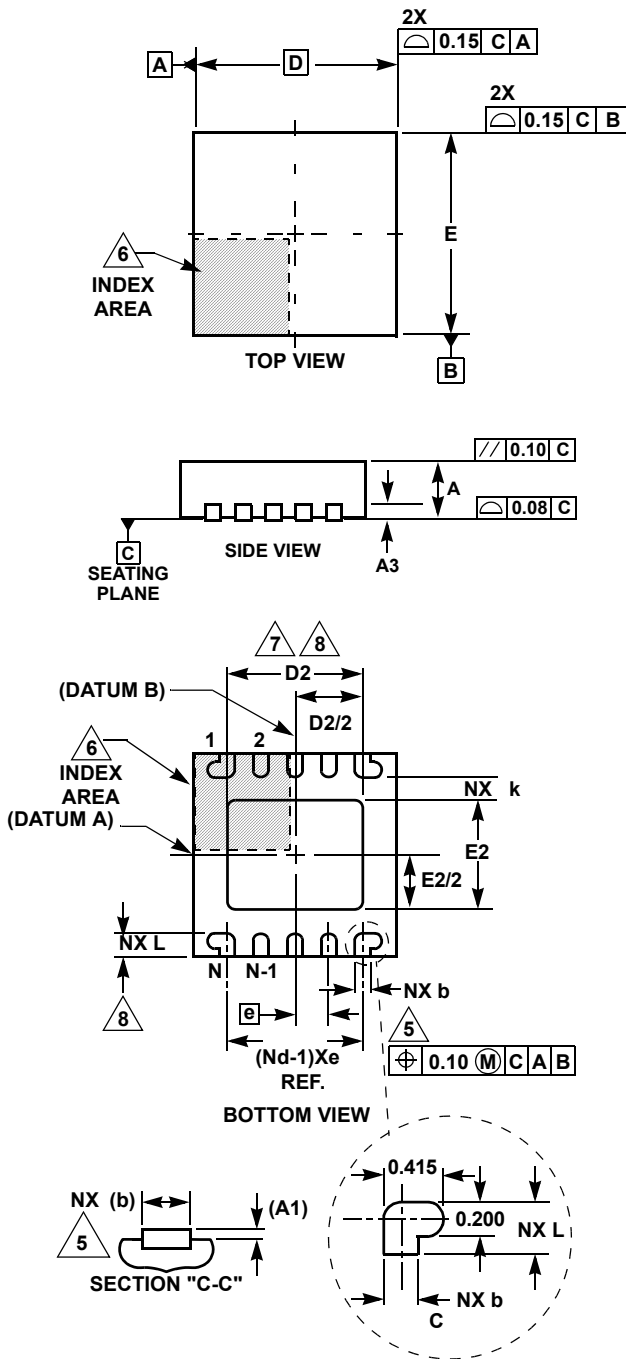 2X
⌓ 0.15 C A
A
D
2X
⌓ 0.15 C B
E
6
INDEX
AREA
TOP VIEW
B
// 0.10 C
A
⌓ 0.08 C
C
SEATING
PLANE
SIDE VIEW
A3
7 8
D2
(DATUM B)
D2/2
6
INDEX
AREA
(DATUM A)
1 2
NX k
E2
E2/2
NX L
8
N N-1
NX b
e
5
(Nd-1)Xe
REF.
⌖ 0.10 Ⓜ C A B
BOTTOM VIEW
NX (b)
(A1)
5
SECTION "C-C"
0.415
0.200
NX L
NX b
C